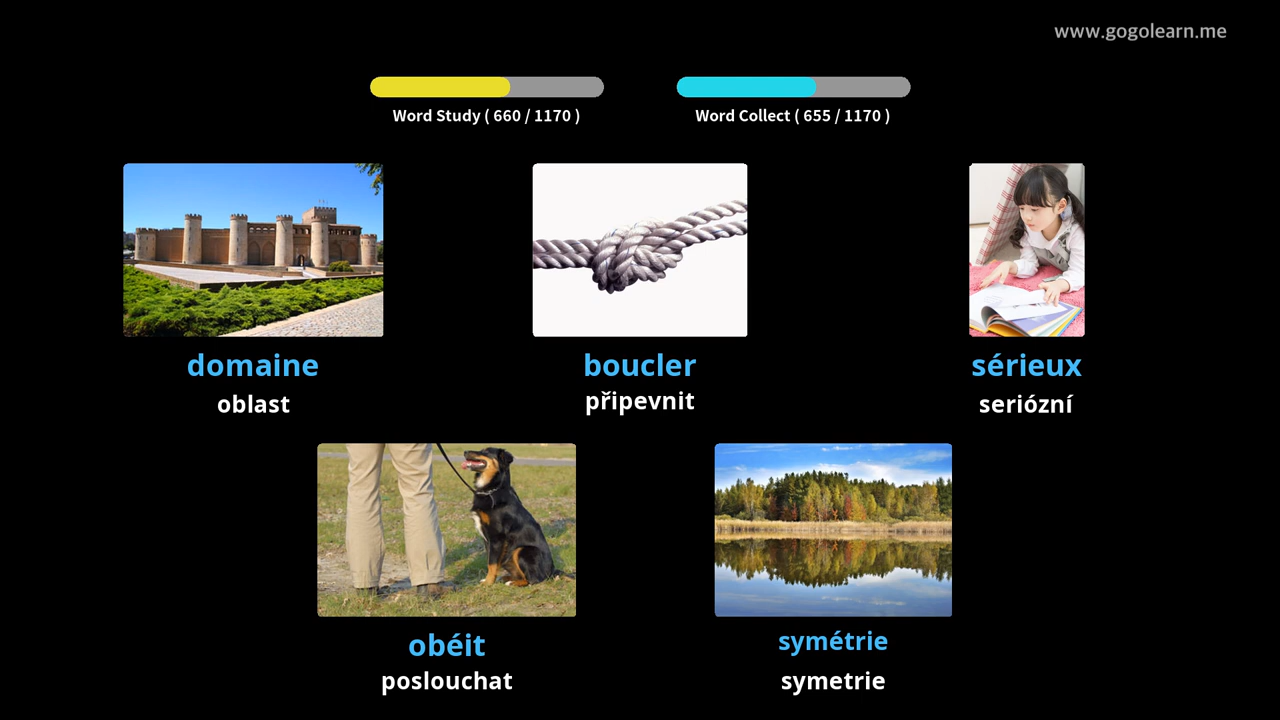 www.gogolearn.me
Word Study ( 660 / 1170 )
Word Collect ( 655 / 1170 )
domaine
oblast
boucler
připevnit
sérieux
seriózní
obéit
poslouchat
symétrie
symetrie